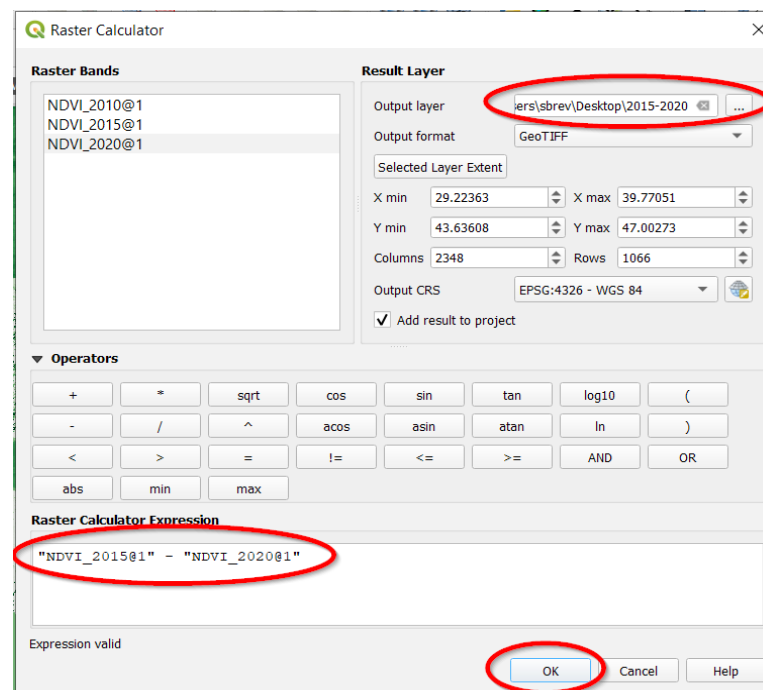 Raster Calculator
Raster Bands
NDVI_2010@1
NDVI_2015@1
NDVI_2020@1
Result Layer
Output layer ers\sbrev\Desktop\2015-2020 ...
Output format GeoTIFF
Selected Layer Extent
X min 29.22363 X max 39.77051
Y min 43.63608 Y max 47.00273
Columns 2348 Rows 1066
Output CRS EPSG:4326 - WGS 84
Add result to project
Operators
+ * sqrt cos sin tan log10 (
- / ^ acos asin atan ln )
< > = != <= >= AND OR
abs min max
Raster Calculator Expression
"NDVI_2015@1" - "NDVI_2020@1"
Expression valid
OK Cancel Help